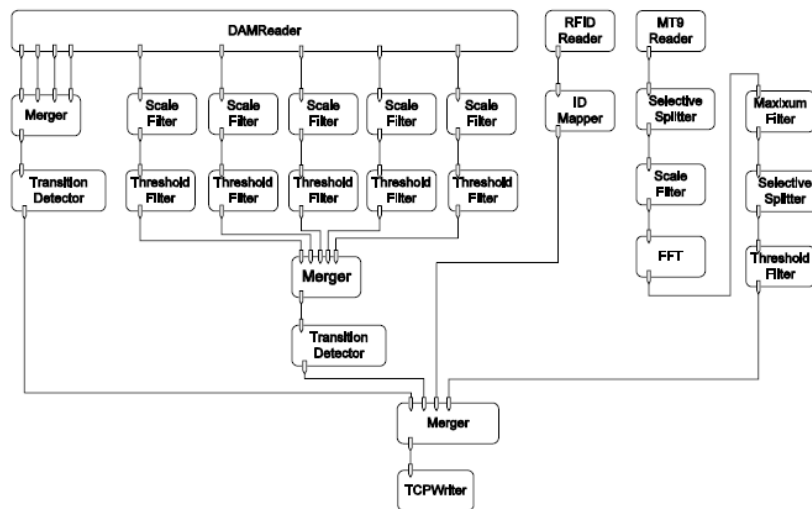 DAMReader
RFID
Reader
MT9
Reader
Merger
Scale
Filter
Scale
Filter
Scale
Filter
Scale
Filter
Scale
Filter
ID
Mapper
Selective
Splitter
Maxixum
Filter
Transition
Detector
Threshold
Filter
Threshold
Filter
Threshold
Filter
Threshold
Filter
Threshold
Filter
Scale
Filter
Selective
Splitter
Merger
FFT
Threshold
Filter
Transition
Detector
Merger
TCPWriter